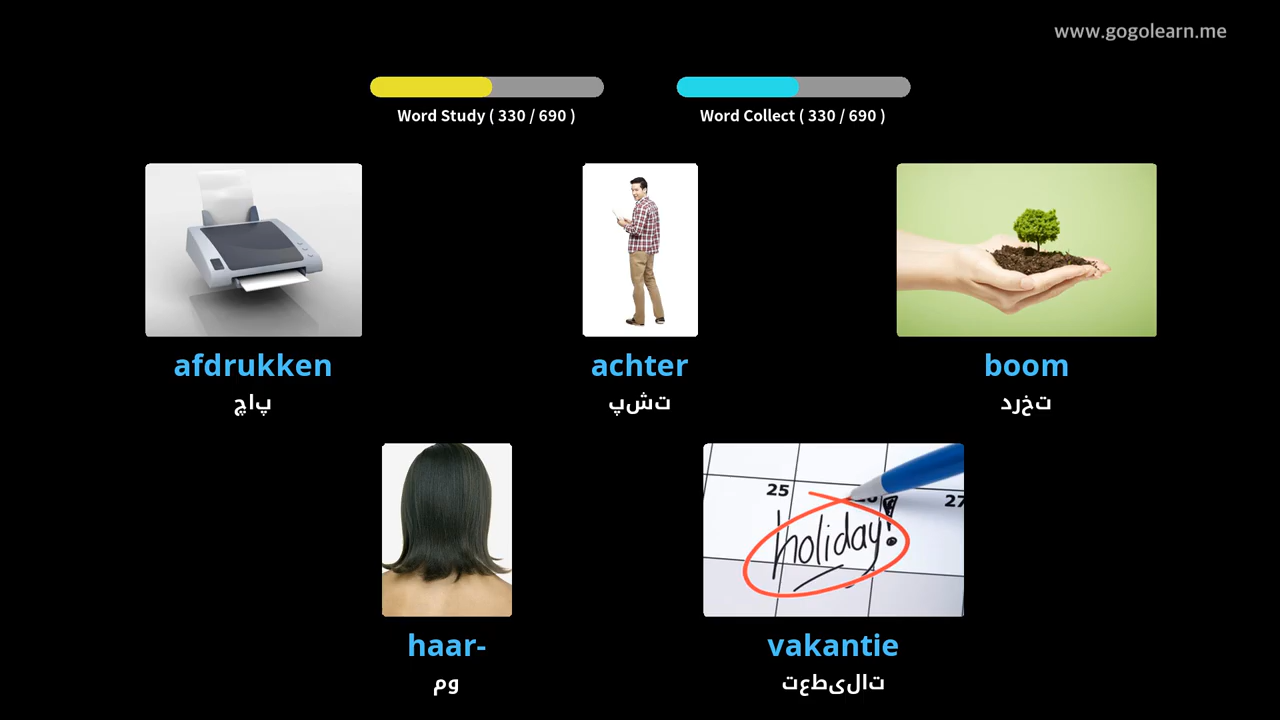 www.gogolearn.me
Word Study ( 330 / 690 )
Word Collect ( 330 / 690 )
afdrukken
achter
boom
پاچ
تشپ
تخرد
25
27
holiday!
haar-
vakantie
وم
تالیطعت